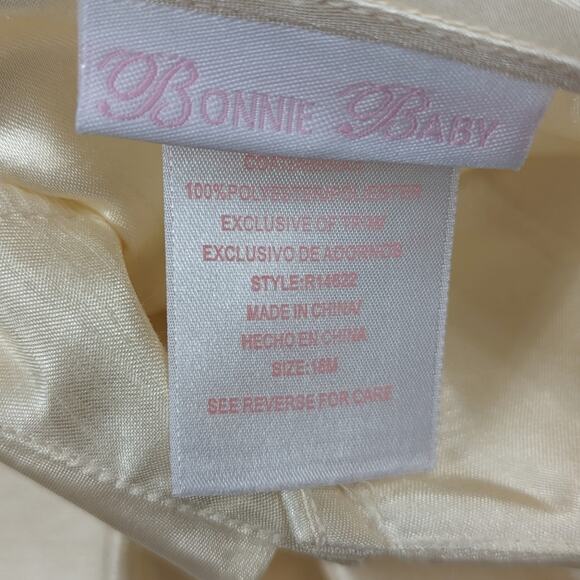 BONNIE BABY
100%POLYESTER/POLIESTER
EXCLUSIVE OF TRIM
EXCLUSIVO DE ADORNOS
STYLE:R14622
MADE IN CHINA/
HECHO EN CHINA
SIZE:18M
SEE REVERSE FOR CARE